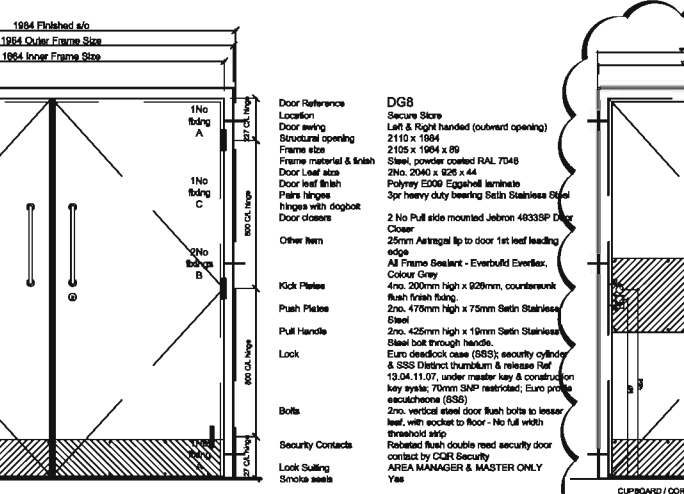 1984 Finished s/o
1964 Outer Frame Size
1864 Inner Frame Size
1No
fixing
A
1No
fixing
C
2No
fixings
B
227 C/L hinge
800 C/L hinge
800 C/L hinge
227 C/L hinge
Door Reference DG8
Location Secure Store
Door swing Left & Right handed (outward opening)
Structural opening 2110 x 1984
Frame size 2105 x 1964 x 89
Frame material & finish Steel, powder coated RAL 7046
Door Leaf size 2No. 2040 x 926 x 44
Door leaf finish Polyrey E009 Eggshell laminate
Pairs hinges 3pr heavy duty bearing Satin Stainless Steel
hinges with dogbolt
Door closers 2 No Pull side mounted Jebron 4933SP Door
Closer
Other Item 25mm Astragal lip to door 1st leaf leading
edge
All Frame Sealant - Everbuild Everflex,
Colour Grey
Kick Plates 4no. 200mm high x 926mm, countersunk
flush finish fixing.
Push Plates 2no. 475mm high x 75mm Satin Stainless
Steel
Pull Handle 2no. 425mm high x 19mm Satin Stainless
Steel bolt through handle.
Lock Euro deadlock case (SSS); security cylinder
& SSS Distinct thumbturn & release Ref
13.04.11.07, under master key & construction
key syste; 70mm SNP restricted; Euro profile
escutcheons (SSS)
Bolts 2no. vertical steel door flush bolts to lesser
leaf, with socket to floor - No full width
threshold strip
Security Contacts Rebated flush double reed security door
contact by CQR Security
Lock Suiting AREA MANAGER & MASTER ONLY
Smoke seals Yes
CUPBOARD / COR